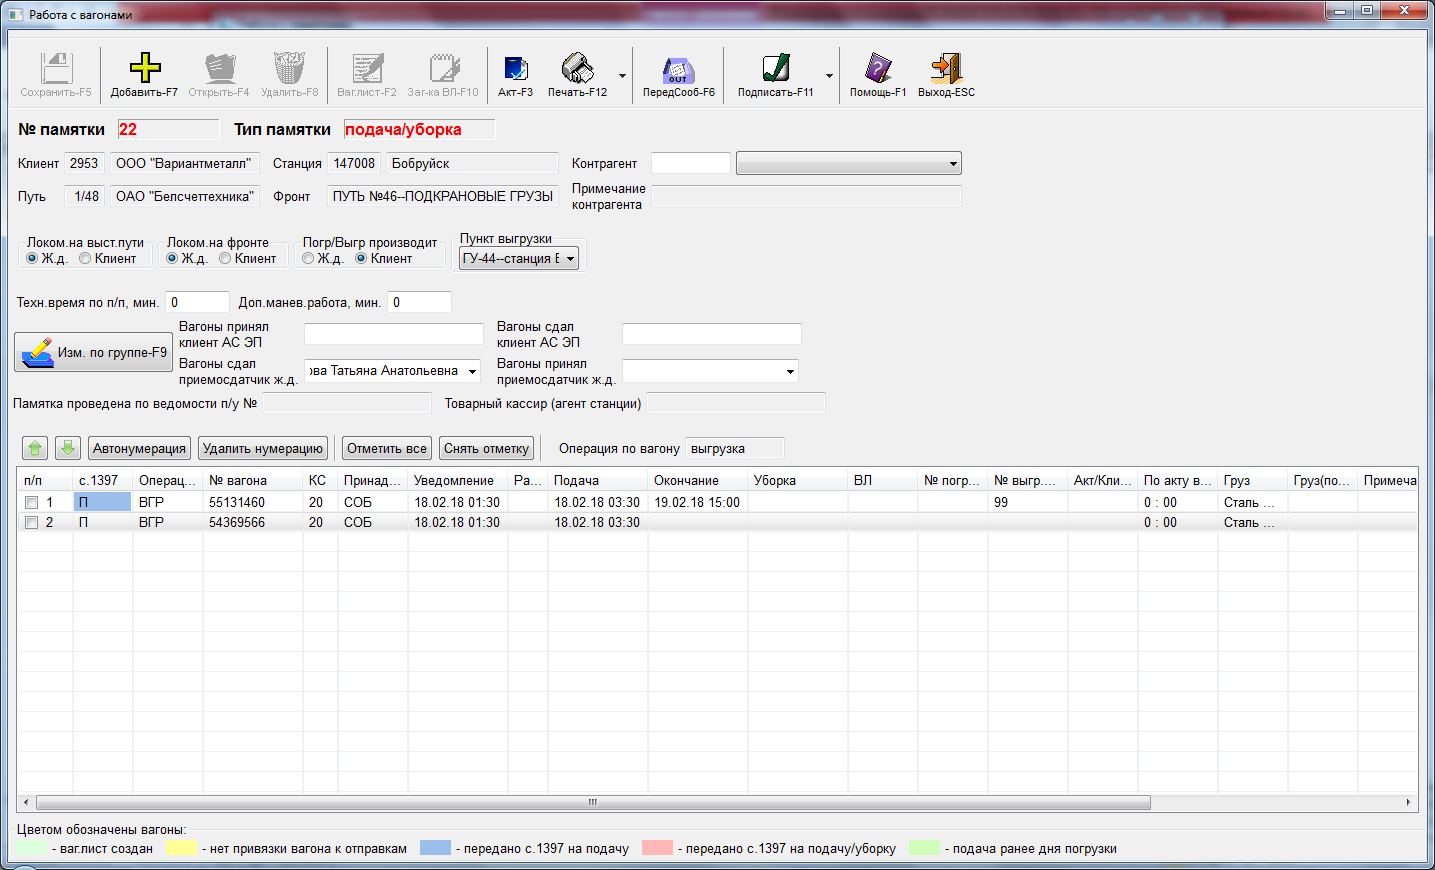 Работа с вагонами
Сохранить-F5 Добавить-F7 Открыть-F4 Удалить-F8 Ваг.лист-F2 Заг-ка ВЛ-F10 Акт-F3 Печать-F12 ПередСооб-F6 Подписать-F11 Помощь-F1 Выход-ESC
№ памятки 22 Тип памятки подача/уборка
Клиент 2953 ООО "Вариантметалл" Станция 147008 Бобруйск Контрагент
Путь 1/48 ОАО "Белсчеттехника" Фронт ПУТЬ №46--ПОДКРАНОВЫЕ ГРУЗЫ Примечание контрагента
Локом.на выст.пути Локом.на фронте Погр/Выгр производит Пункт выгрузки
Ж.д. Клиент Ж.д. Клиент Ж.д. Клиент ГУ-44--станция Б
Техн.время по п/п, мин. 0 Доп.манев.работа, мин. 0
Вагоны принял клиент АС ЭП Вагоны сдал клиент АС ЭП
Изм. по группе-F9
Вагоны сдал приемосдатчик ж.д. ова Татьяна Анатольевна Вагоны принял приемосдатчик ж.д.
Памятка проведена по ведомости п/у № Товарный кассир (агент станции)
Автонумерация Удалить нумерацию Отметить все Снять отметку Операция по вагону выгрузка
п/п с.1397 Операц... № вагона КС Принад... Уведомление Ра... Подача Окончание Уборка ВЛ № погр... № выгр.... Акт/Кли... По акту в... Груз Груз(по... Примеча
1 П ВГР 55131460 20 СОБ 18.02.18 01:30 18.02.18 03:30 19.02.18 15:00 99 0 : 00 Сталь ...
2 П ВГР 54369566 20 СОБ 18.02.18 01:30 18.02.18 03:30 0 : 00 Сталь ...
Цветом обозначены вагоны:
- ваг.лист создан - нет привязки вагона к отправкам - передано с.1397 на подачу - передано с.1397 на подачу/уборку - подача ранее дня погрузки